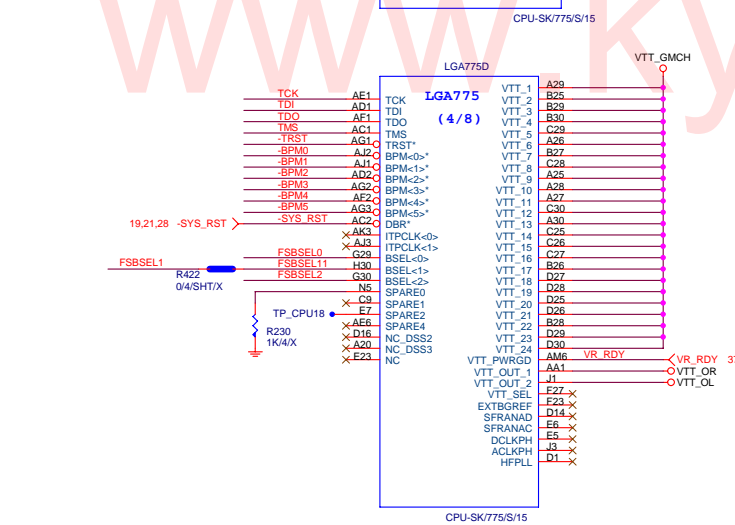 www.ky
CPU-SK/775/S/15
LGA775D
VTT_GMCH
LGA775
(4/8)
TCK AE1 TCK
TDI AD1 TDI
TDO AF1 TDO
TMS AC1 TMS
-TRST AG1 TRST*
-BPM0 AJ2 BPM<0>*
-BPM1 AJ1 BPM<1>*
-BPM2 AD2 BPM<2>*
-BPM3 AG2 BPM<3>*
-BPM4 AF2 BPM<4>*
-BPM5 AG3 BPM<5>*
19,21,28 -SYS_RST -SYS_RST AC2 DBR*
AK3 ITPCLK<0>
AJ3 ITPCLK<1>
FSBSEL0 G29 BSEL<0>
FSBSEL1 FSBSEL11 H30 BSEL<1>
R422
0/4/SHT/X
FSBSEL2 G30 BSEL<2>
N5 SPARE0
C9 SPARE1
TP_CPU18 E7 SPARE2
AE6 SPARE4
R230
1K/4/X
D16 NC_DSS2
A20 NC_DSS3
E23 NC
VTT_1 A29
VTT_2 B25
VTT_3 B29
VTT_4 B30
VTT_5 C29
VTT_6 A26
VTT_7 B27
VTT_8 C28
VTT_9 A25
VTT_10 A28
VTT_11 A27
VTT_12 C30
VTT_13 A30
VTT_14 C25
VTT_15 C26
VTT_16 C27
VTT_17 B26
VTT_18 D27
VTT_19 D28
VTT_20 D25
VTT_21 D26
VTT_22 B28
VTT_23 D29
VTT_24 D30
VTT_PWRGD AM6 VR_RDY VR_RDY
VTT_OUT_1 AA1 VTT_OR
VTT_OUT_2 J1 VTT_OL
VTT_SEL F27
EXTBGREF F23
SFRANAD D14
SFRANAC E6
DCLKPH E5
ACLKPH J3
HFPLL D1
CPU-SK/775/S/15